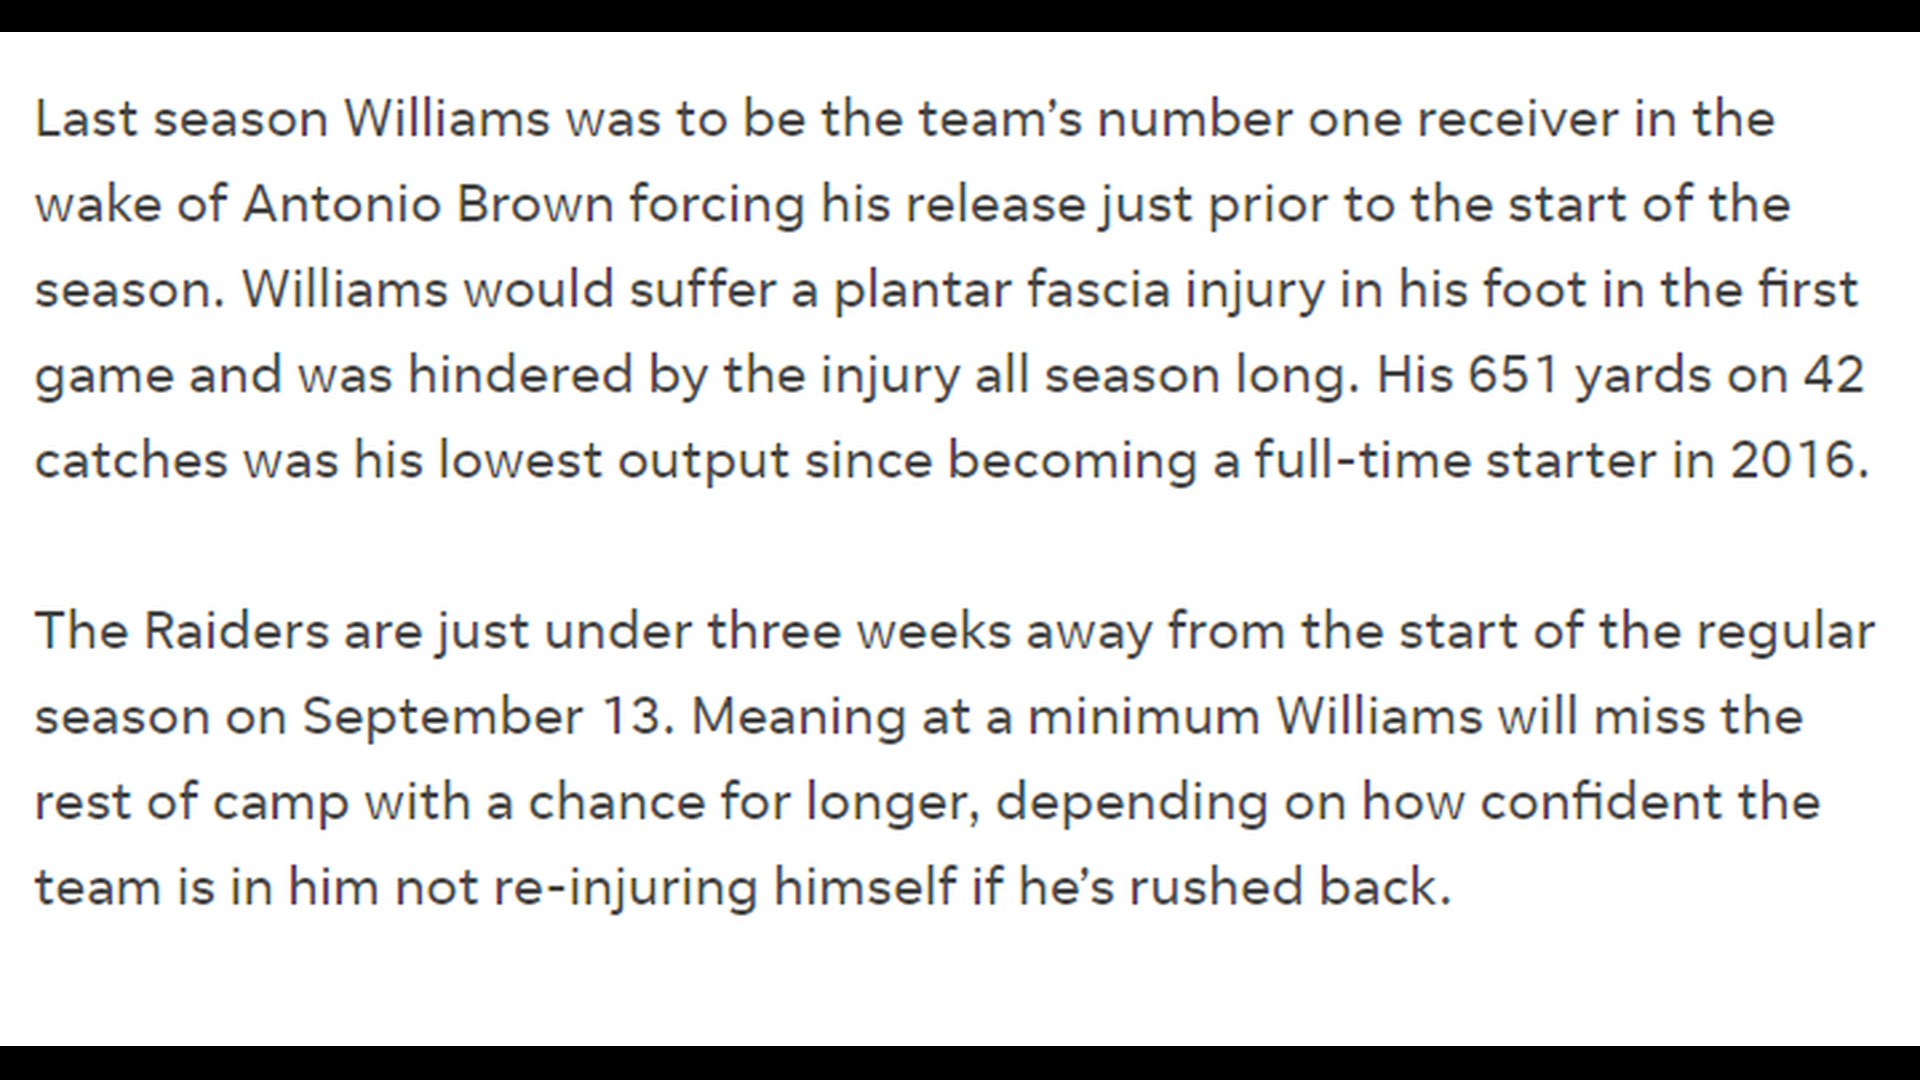 Last season Williams was to be the team’s number one receiver in the
wake of Antonio Brown forcing his release just prior to the start of the
season. Williams would suffer a plantar fascia injury in his foot in the first
game and was hindered by the injury all season long. His 651 yards on 42
catches was his lowest output since becoming a full-time starter in 2016.
The Raiders are just under three weeks away from the start of the regular
season on September 13. Meaning at a minimum Williams will miss the
rest of camp with a chance for longer, depending on how confident the
team is in him not re-injuring himself if he’s rushed back.